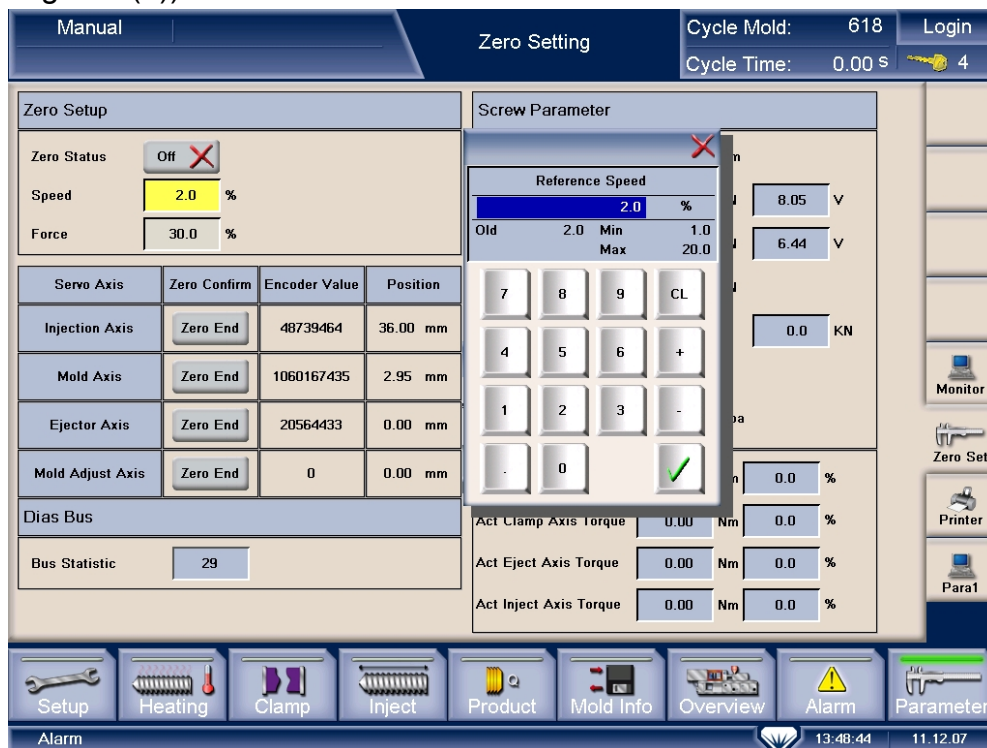 Manual
Zero Setting
Cycle Mold: 618
Login
Cycle Time: 0.00 S
4
Zero Setup
Screw Parameter
Zero Status Off
Speed 2.0 %
Force 30.0 %
Reference Speed
2.0 %
Old 2.0 Min 1.0
Max 20.0
7 8 9 CL
4 5 6 +
1 2 3 -
. 0
8.05 V
6.44 V
0.0 KN
Servo Axis Zero Confirm Encoder Value Position
Injection Axis Zero End 48739464 36.00 mm
Mold Axis Zero End 1060167435 2.95 mm
Ejector Axis Zero End 20564433 0.00 mm
Mold Adjust Axis Zero End 0 0.00 mm
0.0 %
Dias Bus
Bus Statistic 29
Act Clamp Axis Torque 0.00 Nm 0.0 %
Act Eject Axis Torque 0.00 Nm 0.0 %
Act Inject Axis Torque 0.00 Nm 0.0 %
Monitor
Zero Set
Printer
Para1
Setup Heating Clamp Inject Product Mold Info Overview Alarm Parameter
Alarm 13:48:44 11.12.07